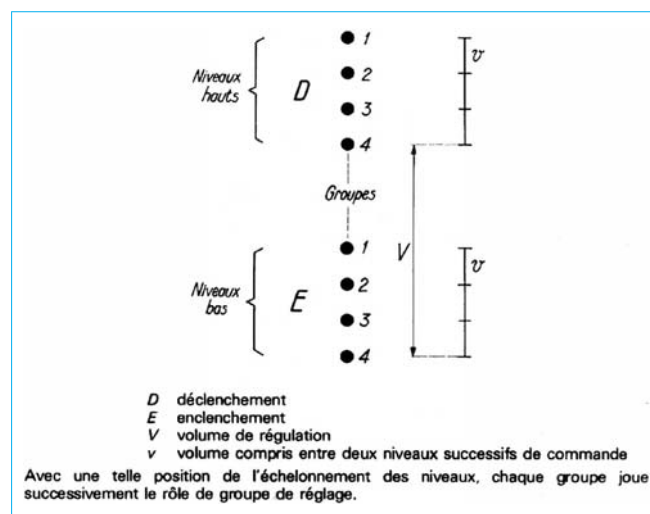 1
v
2
Niveaux
hauts
D
3
4
Groupes
1
V
v
2
Niveaux
bas
E
3
4
D déclenchement
E enclenchement
V volume de régulation
v volume compris entre deux niveaux successifs de commande
Avec une telle position de l'échelonnement des niveaux, chaque groupe joue
successivement le rôle de groupe de réglage.